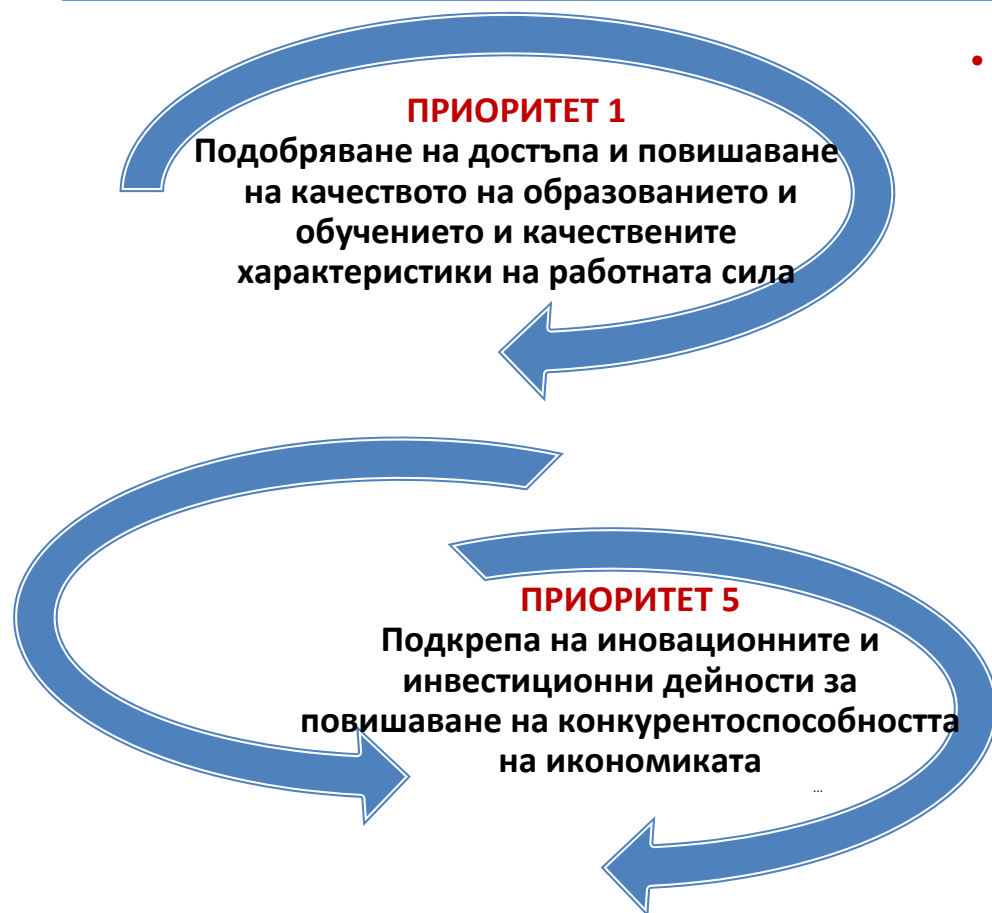 •
ПРИОРИТЕТ 1
Подобряване на достъпа и повишаване
на качеството на образованието и
обучението и качествените
характеристики на работната сила
ПРИОРИТЕТ 5
Подкрепа на иновационните и
инвестиционни дейности за
повишаване на конкурентоспособността
на икономиката
...